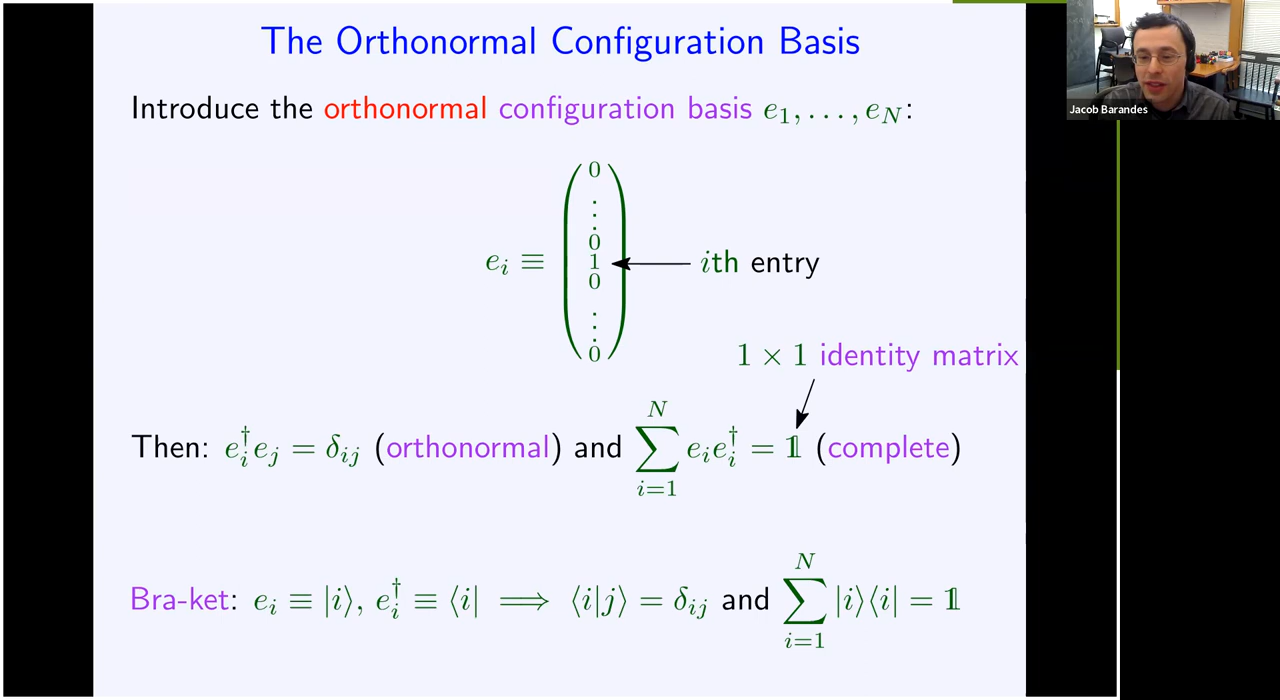 The Orthonormal Configuration Basis
Jacob Barandes
Introduce the orthonormal configuration basis e₁, . . . , e_N:
e_i ≡ (0 ⋮ 0 1 0 ⋮ 0) ← ith entry
1 × 1 identity matrix
Then: e_i†e_j = δ_ij (orthonormal) and ∑_{i=1}^{N} e_i e_i† = 𝟙 (complete)
Bra-ket: e_i ≡ |i⟩, e_i† ≡ ⟨i| ⟹ ⟨i|j⟩ = δ_ij and ∑_{i=1}^{N} |i⟩⟨i| = 𝟙